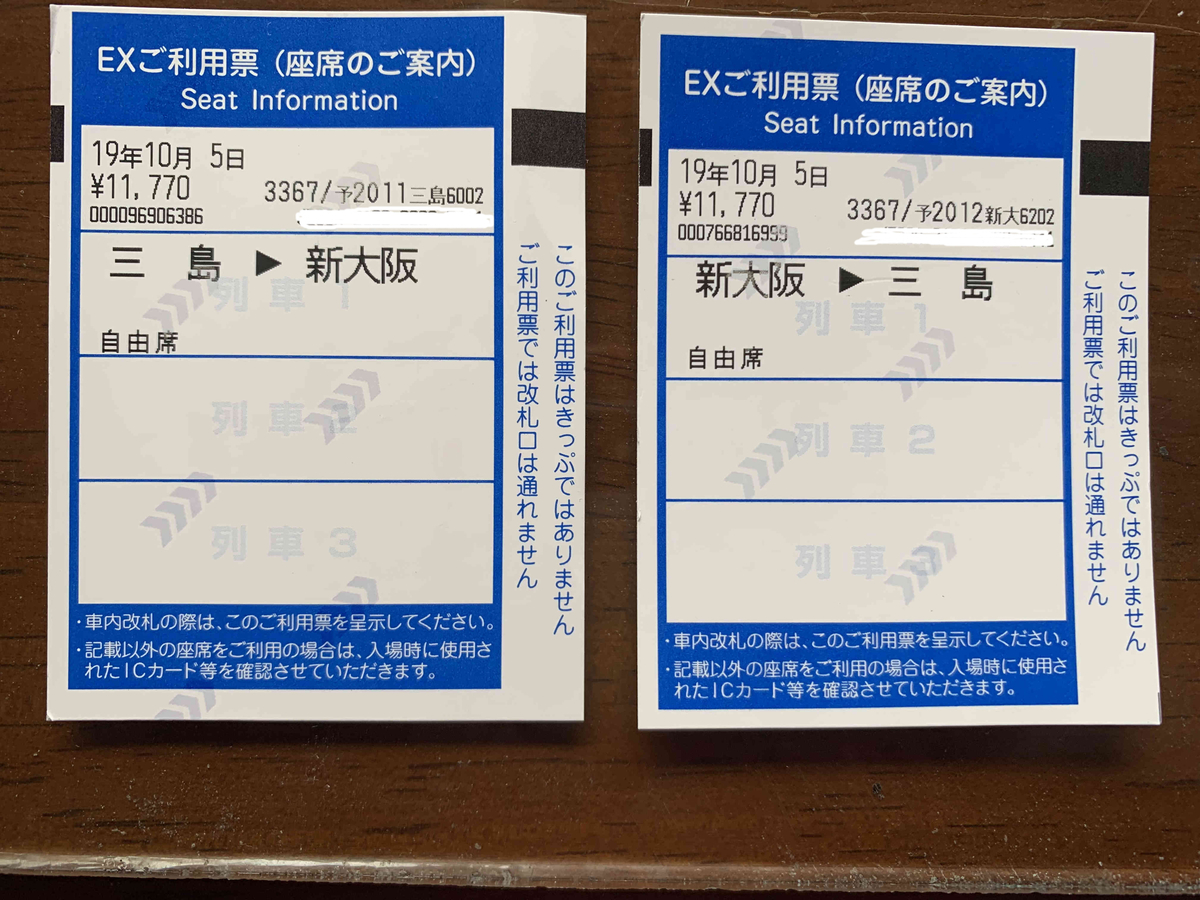 EXご利用票（座席のご案内）
Seat Information
19年10月 5日
¥11,770
3367/予2011三島6002
000096906386
三 島 ▶ 新大阪
列車1
自由席
列車2
列車3
・車内改札の際は、このご利用票を呈示してください。
・記載以外の座席をご利用の場合は、入場時に使用さ
れたICカード等を確認させていただきます。
このご利用票はきっぷではありません
ご利用票では改札口は通れません
EXご利用票（座席のご案内）
Seat Information
19年10月 5日
¥11,770
3367/予2012新大6202
000766816999
新大阪 ▶ 三 島
列車1
自由席
列車2
列車3
・車内改札の際は、このご利用票を呈示してください。
・記載以外の座席をご利用の場合は、入場時に使用さ
れたICカード等を確認させていただきます。
このご利用票はきっぷではありません
ご利用票では改札口は通れません